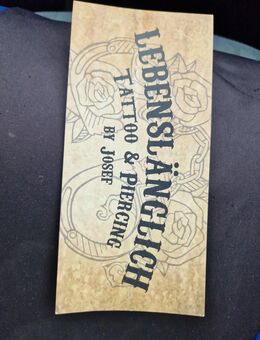 LEBENSLÄNGLICH
TATTOO & PIERCING
BY JOSEF